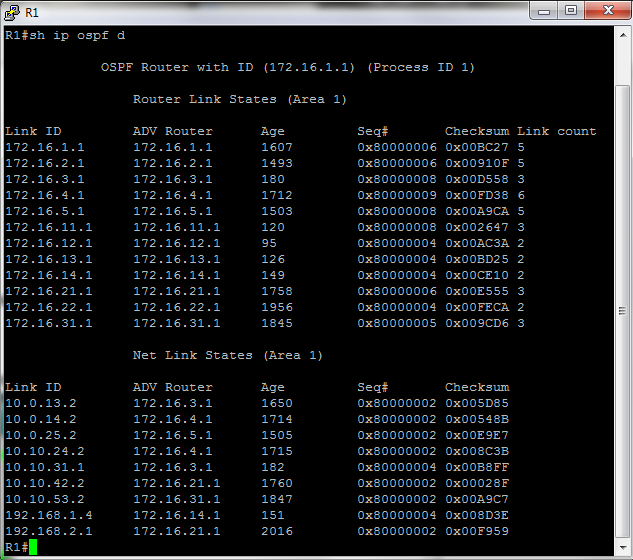 R1
R1#sh ip ospf d
OSPF Router with ID (172.16.1.1) (Process ID 1)
Router Link States (Area 1)
Link ID ADV Router Age Seq# Checksum Link count
172.16.1.1 172.16.1.1 1607 0x80000006 0x00BC27 5
172.16.2.1 172.16.2.1 1493 0x80000006 0x00910F 5
172.16.3.1 172.16.3.1 180 0x80000008 0x00D558 3
172.16.4.1 172.16.4.1 1712 0x80000009 0x00FD38 6
172.16.5.1 172.16.5.1 1503 0x80000008 0x00A9CA 5
172.16.11.1 172.16.11.1 120 0x80000008 0x002647 3
172.16.12.1 172.16.12.1 95 0x80000004 0x00AC3A 2
172.16.13.1 172.16.13.1 126 0x80000004 0x00BD25 2
172.16.14.1 172.16.14.1 149 0x80000004 0x00CE10 2
172.16.21.1 172.16.21.1 1758 0x80000006 0x00E555 3
172.16.22.1 172.16.22.1 1956 0x80000004 0x00FECA 2
172.16.31.1 172.16.31.1 1845 0x80000005 0x009CD6 3
Net Link States (Area 1)
Link ID ADV Router Age Seq# Checksum
10.0.13.2 172.16.3.1 1650 0x80000002 0x005D85
10.0.14.2 172.16.4.1 1714 0x80000002 0x00548B
10.0.25.2 172.16.5.1 1505 0x80000002 0x00E9E7
10.10.24.2 172.16.4.1 1715 0x80000002 0x008C3B
10.10.31.1 172.16.3.1 182 0x80000004 0x00B8FF
10.10.42.2 172.16.21.1 1760 0x80000002 0x00028F
10.10.53.2 172.16.31.1 1847 0x80000002 0x00A9C7
192.168.1.4 172.16.14.1 151 0x80000004 0x008D3E
192.168.2.1 172.16.21.1 2016 0x80000002 0x00F959
R1#